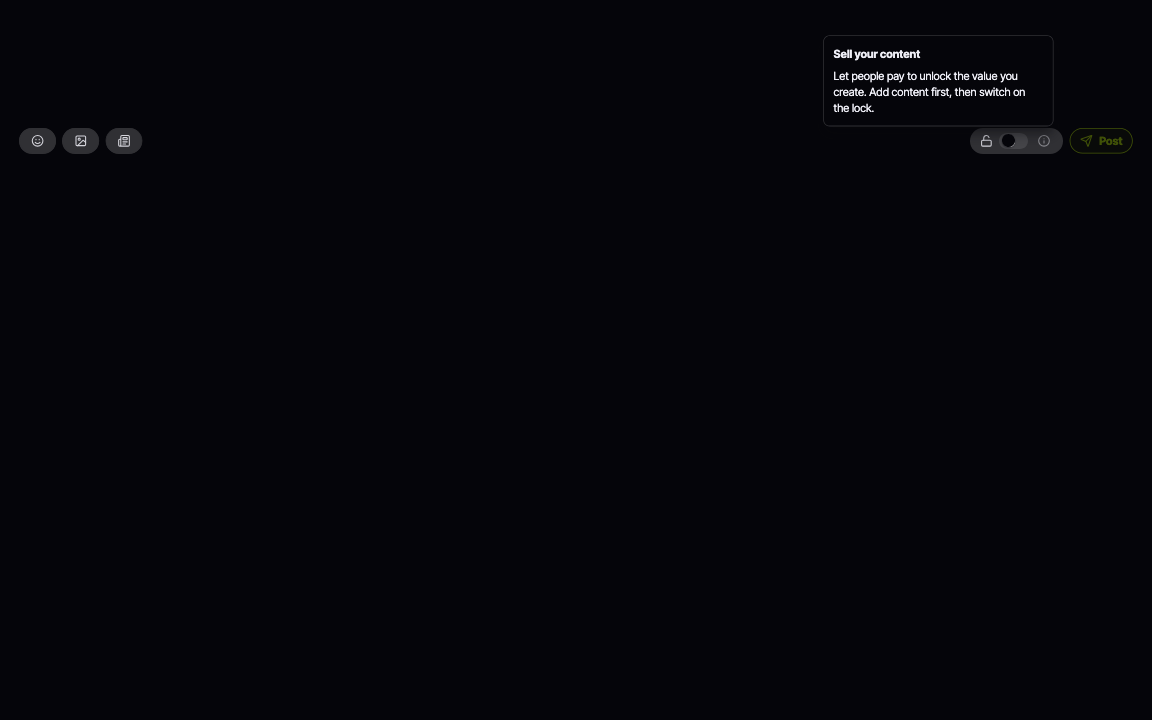 Sell your content
Let people pay to unlock the value you
create. Add content first, then switch on
the lock.
Post